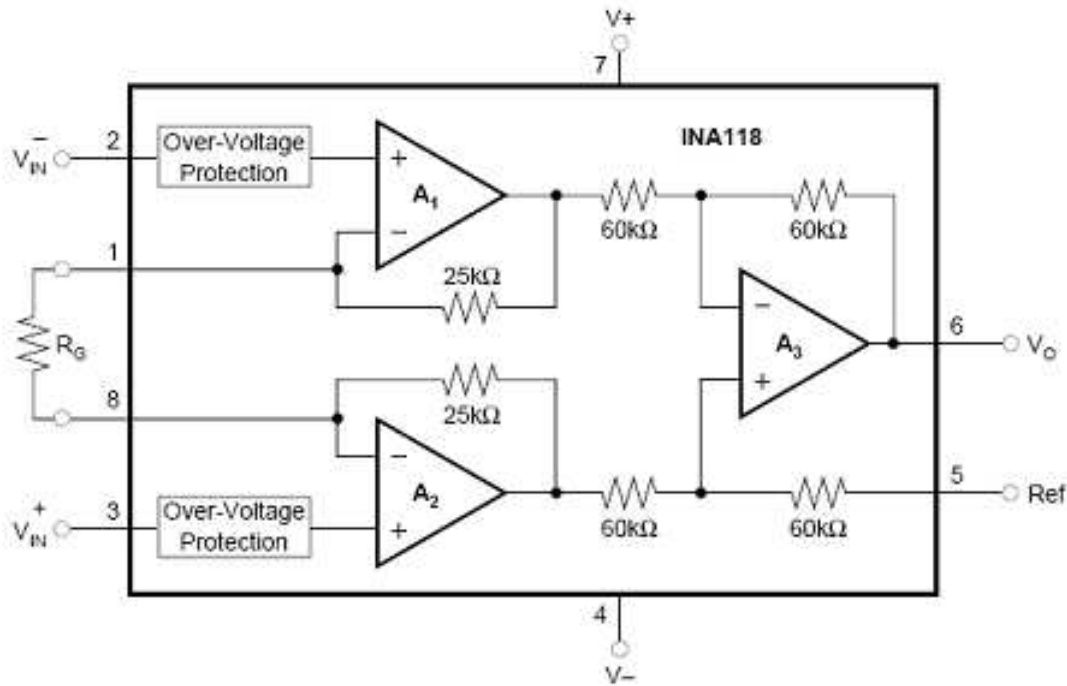 V+
7
INA118
2
V⁻IN
Over-Voltage
Protection
+
A1
−
60kΩ
60kΩ
1
25kΩ
RG
−
A3
+
6
VO
8
25kΩ
−
A2
+
60kΩ
60kΩ
5
Ref
3
V⁺IN
Over-Voltage
Protection
4
V−